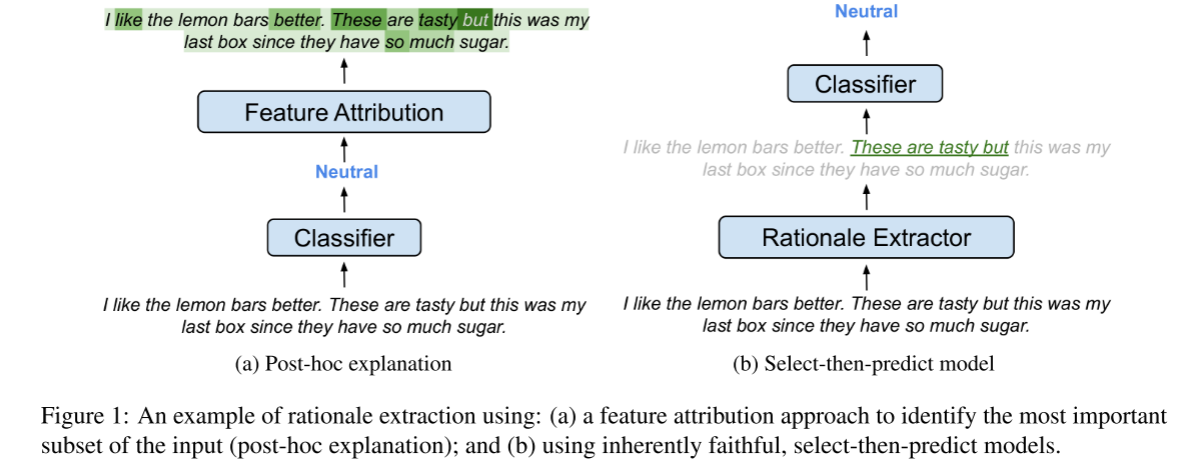 I like the lemon bars better. These are tasty but this was my
last box since they have so much sugar.
Feature Attribution
Neutral
Classifier
I like the lemon bars better. These are tasty but this was my
last box since they have so much sugar.
(a) Post-hoc explanation
Neutral
Classifier
I like the lemon bars better. These are tasty but this was my
last box since they have so much sugar.
Rationale Extractor
I like the lemon bars better. These are tasty but this was my
last box since they have so much sugar.
(b) Select-then-predict model
Figure 1: An example of rationale extraction using: (a) a feature attribution approach to identify the most important
subset of the input (post-hoc explanation); and (b) using inherently faithful, select-then-predict models.